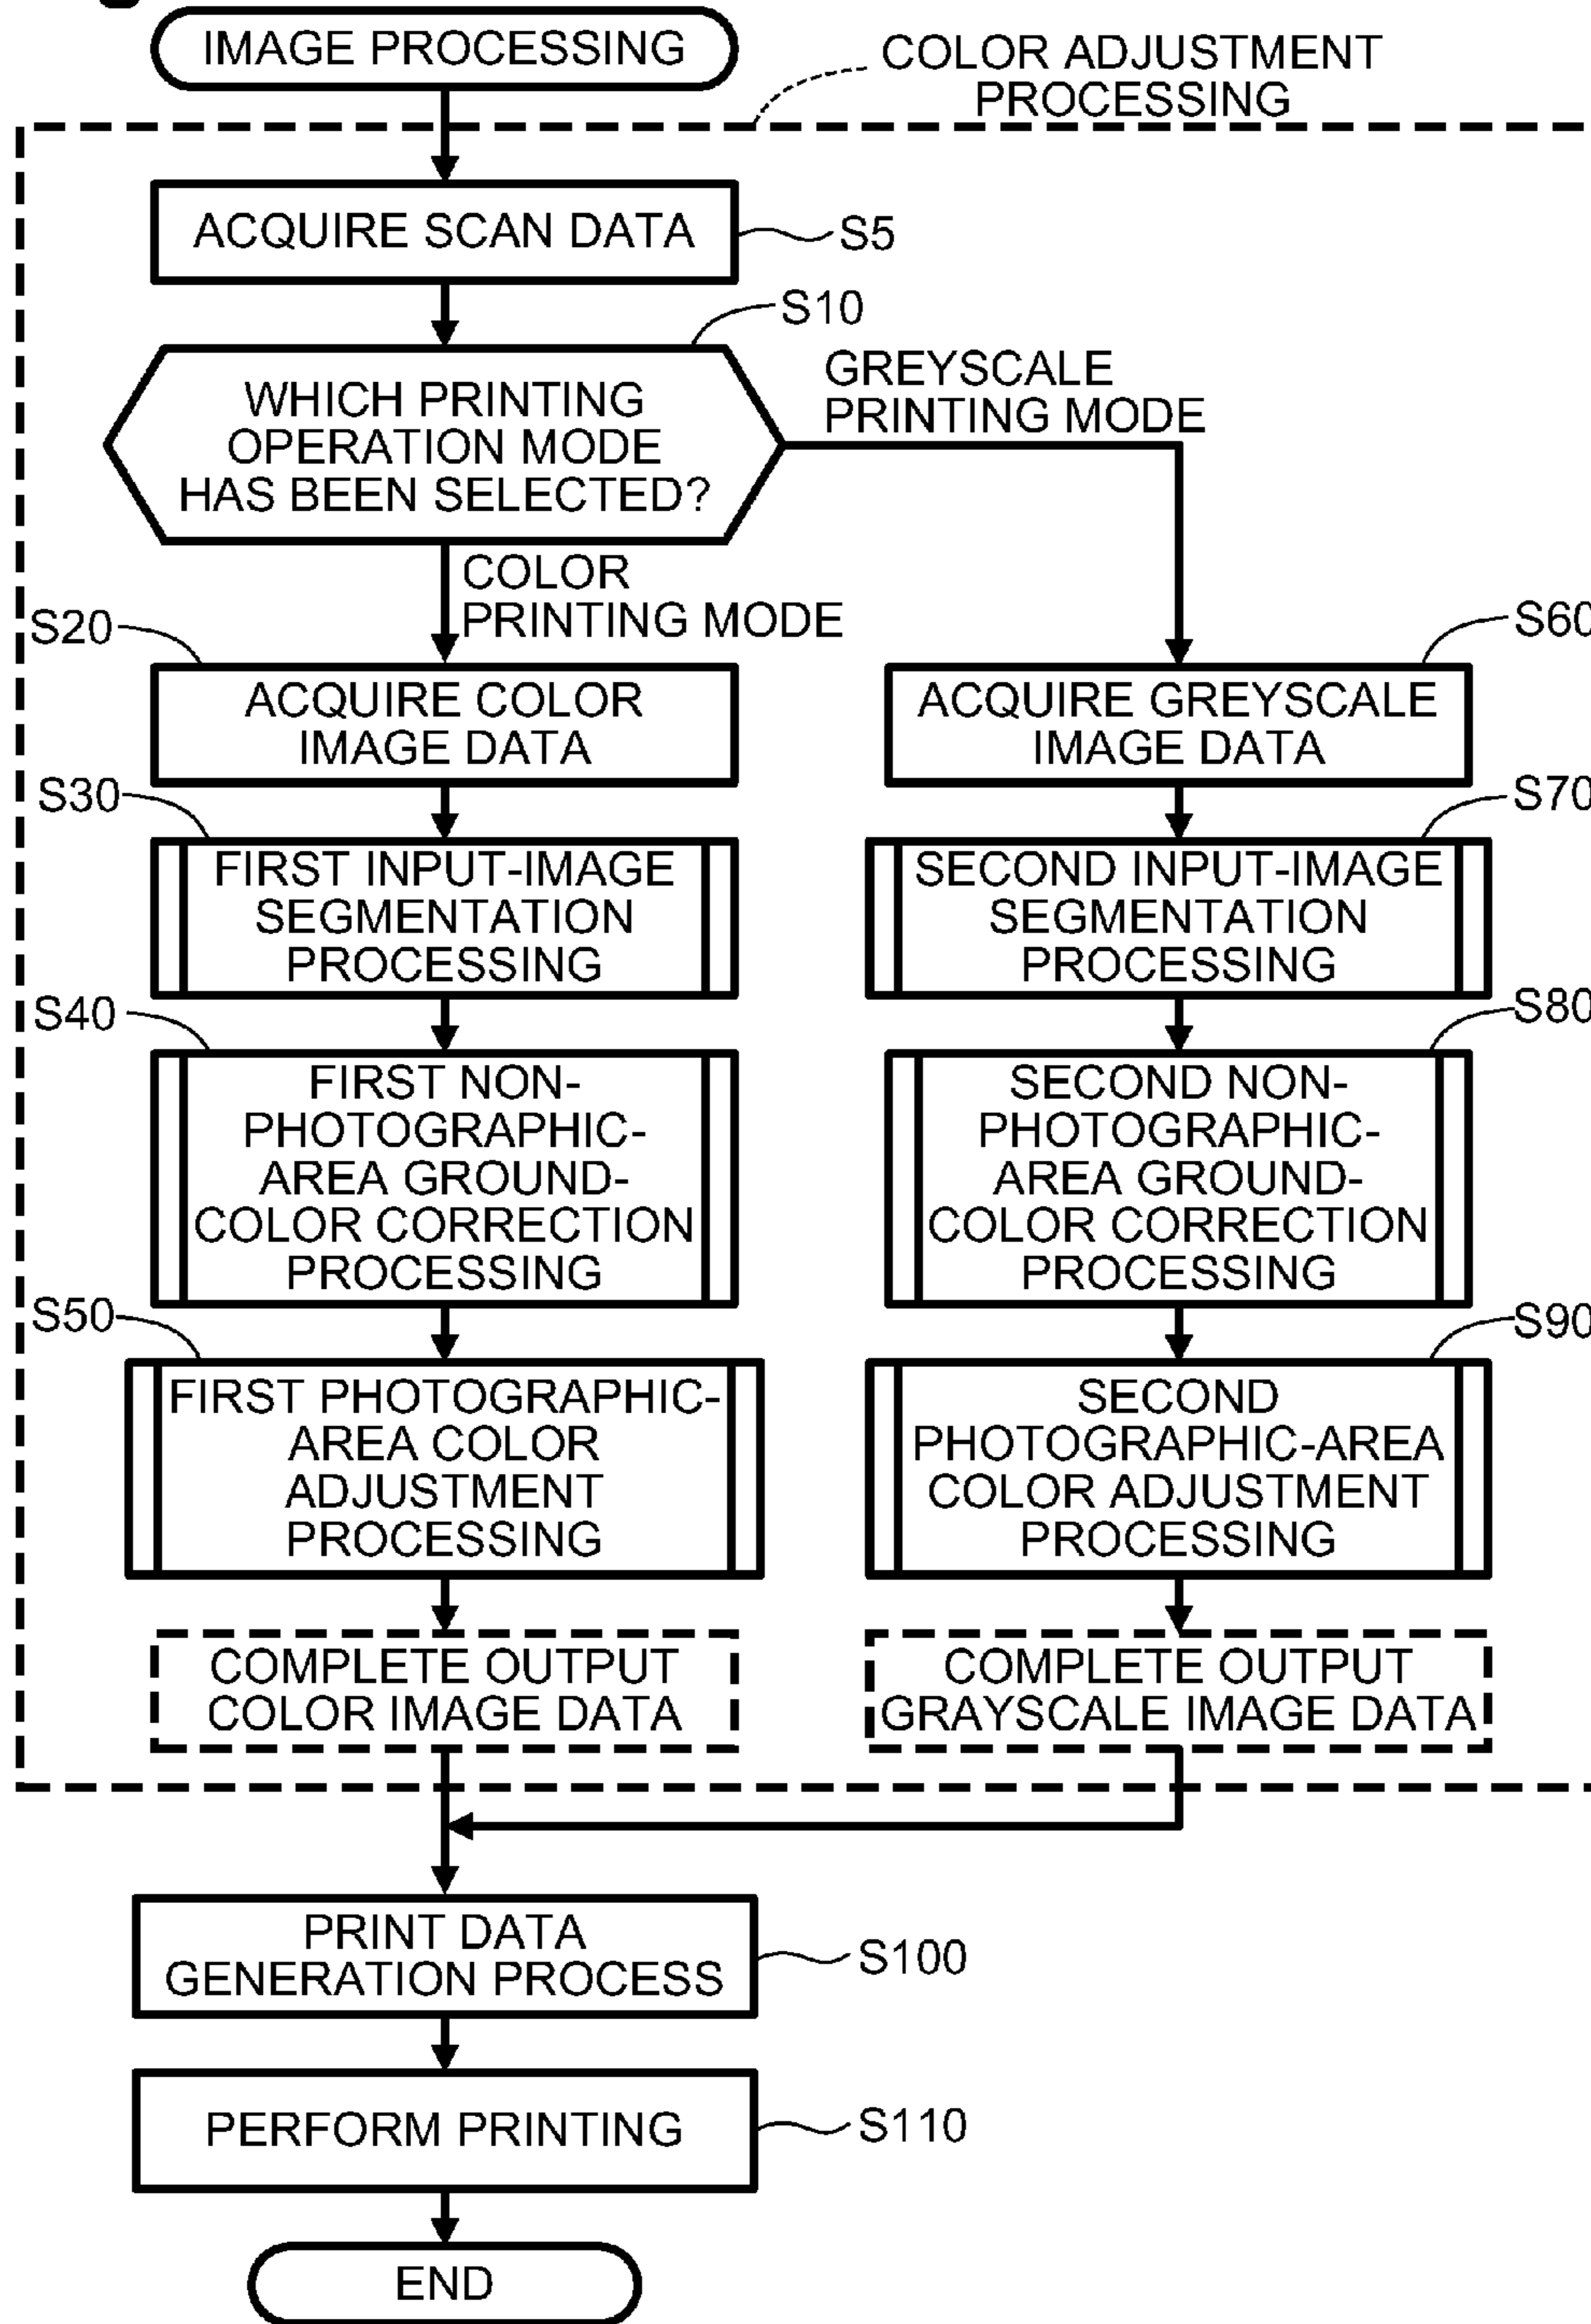 IMAGE PROCESSING
COLOR ADJUSTMENT
PROCESSING
ACQUIRE SCAN DATA
S5
S10
WHICH PRINTING
OPERATION MODE
HAS BEEN SELECTED?
GREYSCALE
PRINTING MODE
COLOR
PRINTING MODE
S20
ACQUIRE COLOR
IMAGE DATA
S30
FIRST INPUT-IMAGE
SEGMENTATION
PROCESSING
S40
FIRST NON-
PHOTOGRAPHIC-
AREA GROUND-
COLOR CORRECTION
PROCESSING
S50
FIRST PHOTOGRAPHIC-
AREA COLOR
ADJUSTMENT
PROCESSING
COMPLETE OUTPUT
COLOR IMAGE DATA
S60
ACQUIRE GREYSCALE
IMAGE DATA
S70
SECOND INPUT-IMAGE
SEGMENTATION
PROCESSING
S80
SECOND NON-
PHOTOGRAPHIC-
AREA GROUND-
COLOR CORRECTION
PROCESSING
S90
SECOND
PHOTOGRAPHIC-AREA
COLOR ADJUSTMENT
PROCESSING
COMPLETE OUTPUT
GRAYSCALE IMAGE DATA
PRINT DATA
GENERATION PROCESS
S100
PERFORM PRINTING
S110
END